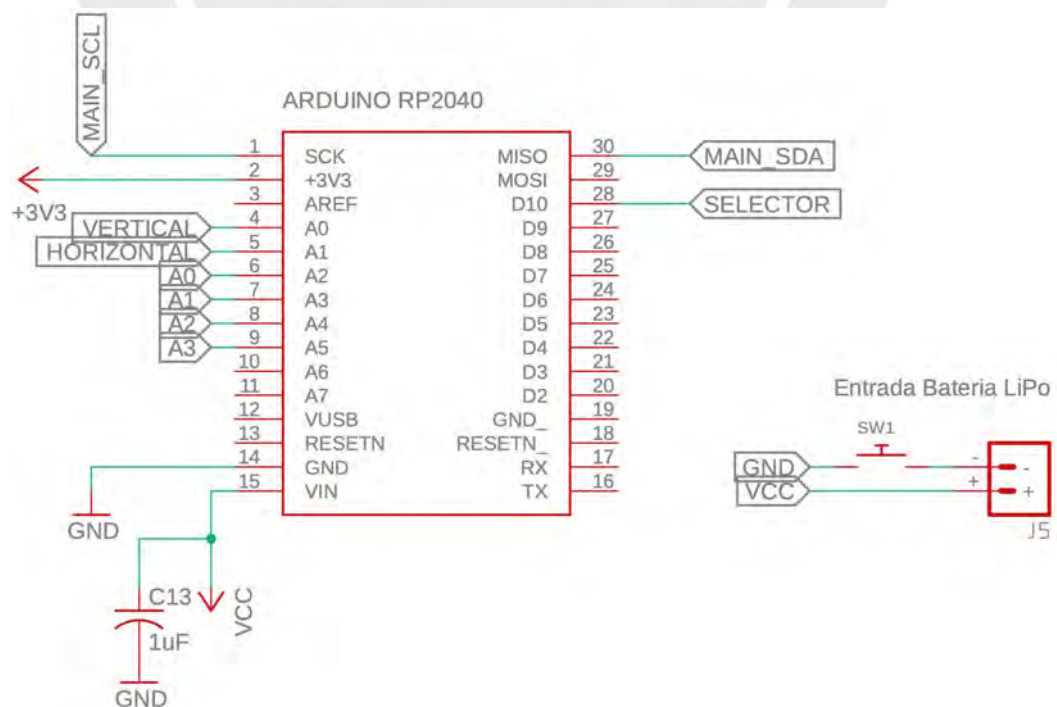 MAIN_SCL
ARDUINO RP2040
1 SCK MISO 30 MAIN_SDA
+3V3 2 +3V3 MOSI 29
3 AREF D10 28 SELECTOR
VERTICAL 4 A0 D9 27
HORIZONTAL 5 A1 D8 26
A0 6 A2 D7 25
A1 7 A3 D6 24
A2 8 A4 D5 23
A3 9 A5 D4 22
10 A6 D3 21
11 A7 D2 20
12 VUSB GND_ 19
13 RESETN RESETN_ 18
14 GND RX 17
15 VIN TX 16
GND
C13
1uF
VCC
GND
Entrada Bateria LiPo
SW1
GND - -
VCC + +
J5